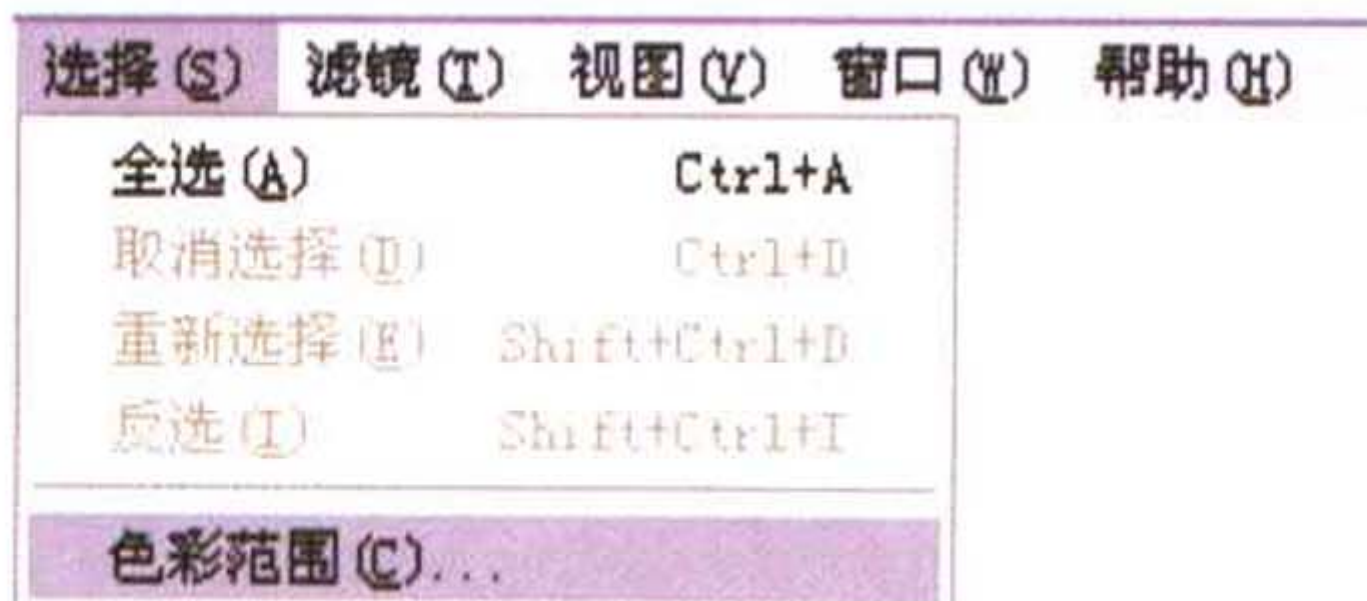 选择(S) 滤镜(T) 视图(V) 窗口(W) 帮助(H)
全选(A) Ctrl+A
取消选择(D) Ctrl+D
重新选择(E) Shift+Ctrl+D
反选(I) Shift+Ctrl+I
色彩范围(C)...